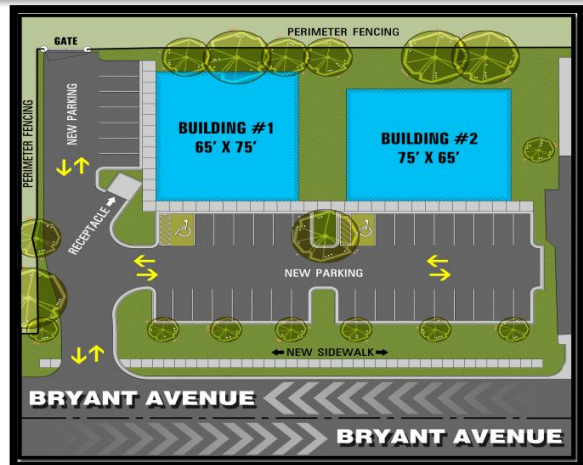 PERIMETER FENCING
GATE
NEW PARKING
PERIMETER FENCING
BUILDING #1
65' X 75'
BUILDING #2
75' X 65'
RECEPTACLE
NEW PARKING
NEW SIDEWALK
BRYANT AVENUE
BRYANT AVENUE